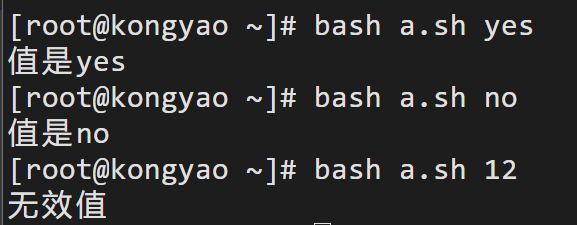 [root@kongyao ~]# bash a.sh yes
值是yes
[root@kongyao ~]# bash a.sh no
值是no
[root@kongyao ~]# bash a.sh 12
无效值